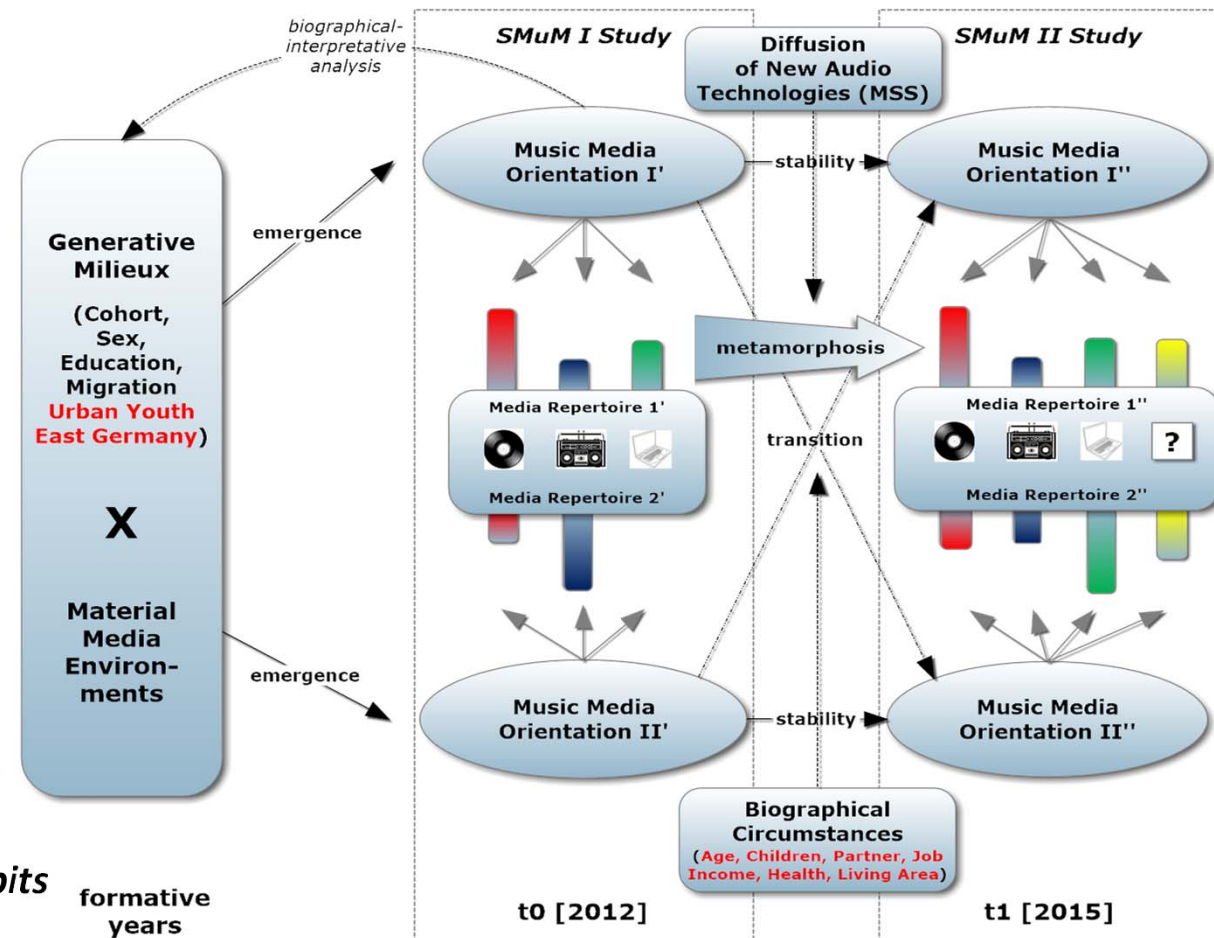 biographical-
interpretative
analysis
SMuM I Study
Diffusion
of New Audio
Technologies (MSS)
SMuM II Study
Music Media
Orientation I'
stability
Music Media
Orientation I''
Generative
Milieux
(Cohort,
Sex,
Education,
Migration
Urban Youth
East Germany)
X
Material
Media
Environ-
ments
emergence
emergence
metamorphosis
Media Repertoire 1'
Media Repertoire 2'
transition
Media Repertoire 1''
?
Media Repertoire 2''
Music Media
Orientation II'
stability
Music Media
Orientation II''
Biographical
Circumstances
(Age, Children, Partner, Job
Income, Health, Living Area)
bits
formative
years
t0 [2012]
t1 [2015]